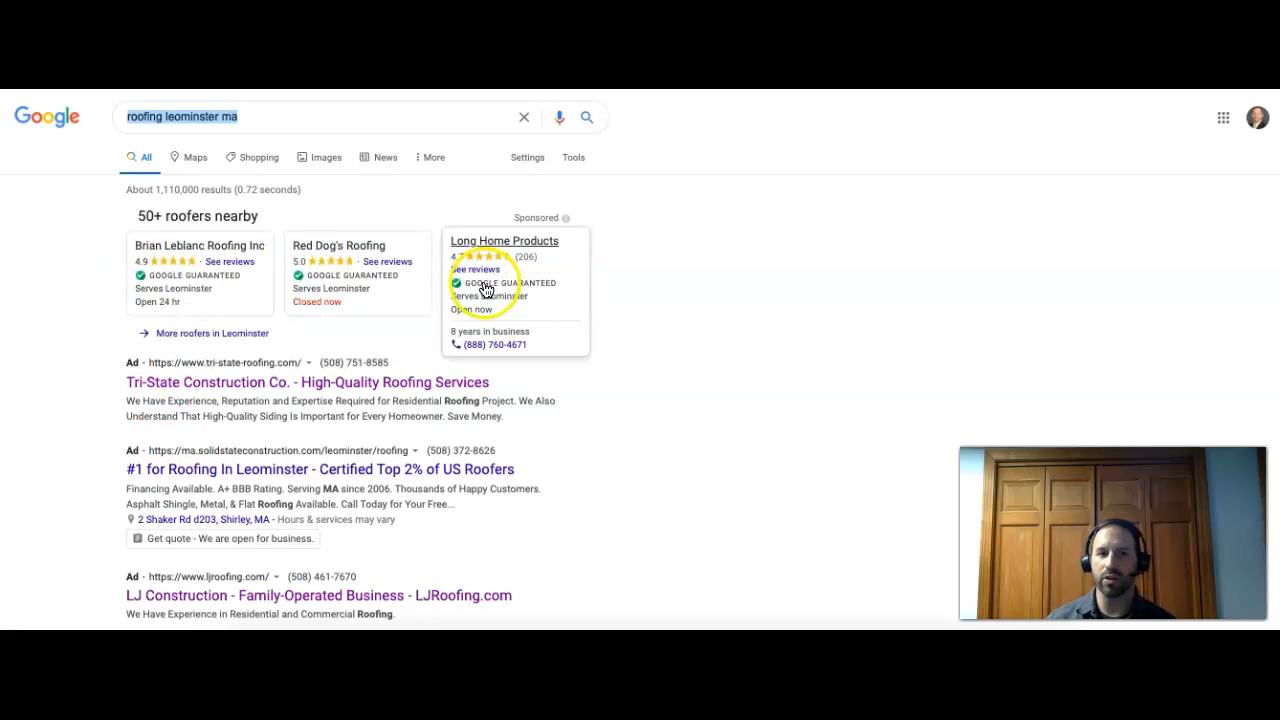 Google
roofing leominster ma
All Maps Shopping Images News More Settings Tools
About 1,110,000 results (0.72 seconds)
50+ roofers nearby
Sponsored
Brian Leblanc Roofing Inc
4.9 See reviews
GOOGLE GUARANTEED
Serves Leominster
Open 24 hr
Red Dog's Roofing
5.0 See reviews
GOOGLE GUARANTEED
Serves Leominster
Closed now
Long Home Products
4.7 (206)
See reviews
GOOGLE GUARANTEED
Serves Leominster
Open now
8 years in business
(888) 760-4671
More roofers in Leominster
Ad · https://www.tri-state-roofing.com/ (508) 751-8585
Tri-State Construction Co. - High-Quality Roofing Services
We Have Experience, Reputation and Expertise Required for Residential Roofing Project. We Also
Understand That High-Quality Siding Is Important for Every Homeowner. Save Money.
Ad · https://ma.solidstateconstruction.com/leominster/roofing (508) 372-8626
#1 for Roofing In Leominster - Certified Top 2% of US Roofers
Financing Available. A+ BBB Rating. Serving MA since 2006. Thousands of Happy Customers.
Asphalt Shingle, Metal, & Flat Roofing Available. Call Today for Your Free...
2 Shaker Rd d203, Shirley, MA - Hours & services may vary
Get quote - We are open for business.
Ad · https://www.ljroofing.com/ (508) 461-7670
LJ Construction - Family-Operated Business - LJRoofing.com
We Have Experience in Residential and Commercial Roofing.